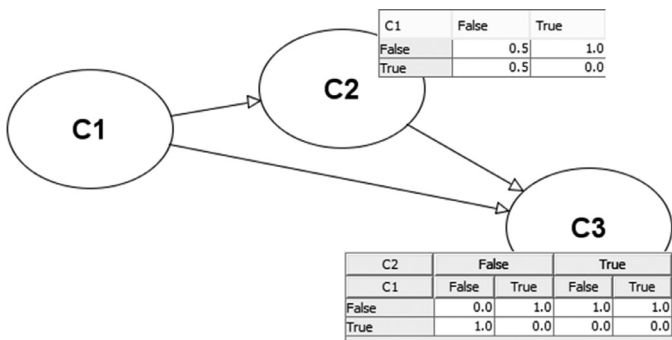 C1 False True
False 0.5 1.0
True 0.5 0.0
C2
C1
C3
C2 False True
C1 False True False True
False 0.0 1.0 1.0 1.0
True 1.0 0.0 0.0 0.0